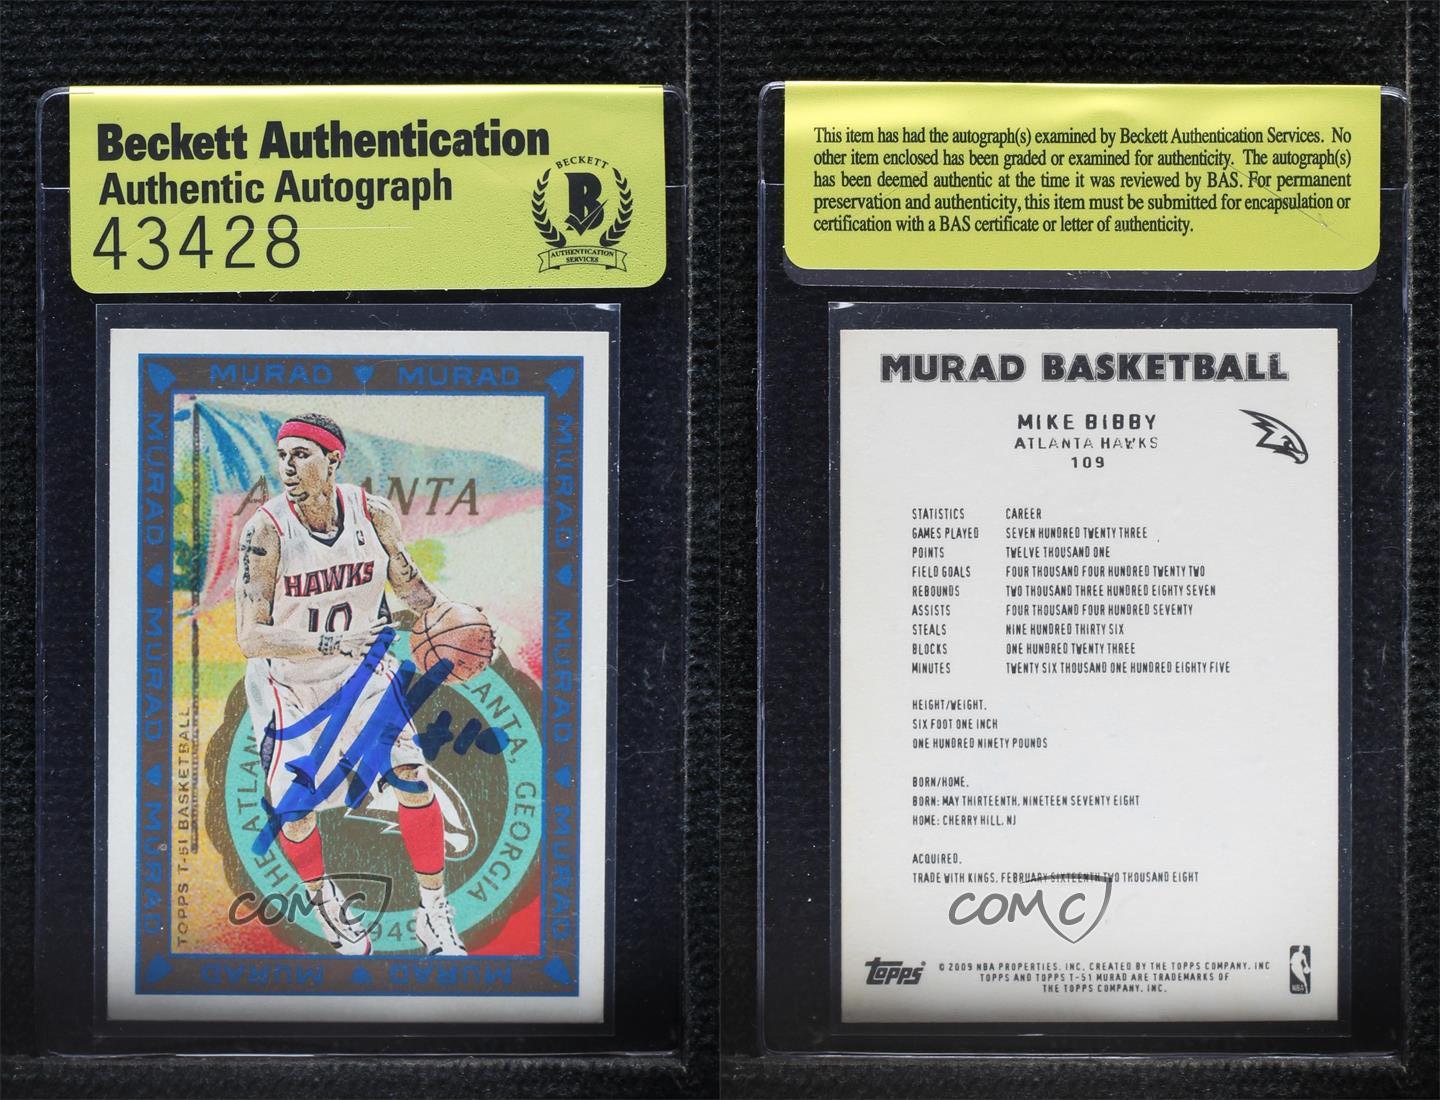 Beckett Authentication
Authentic Autograph
43428
BECKETT
B
AUTHENTICATION
SERVICES
MURAD MURAD
MURAD MURAD MURAD
MURAD MURAD MURAD
MURAD MURAD
ATLANTA
HAWKS
10
THE ATLANTA, GEORGIA
1949
TOPPS T-51 BASKETBALL
#10
COMC
This item has had the autograph(s) examined by Beckett Authentication Services. No
other item enclosed has been graded or examined for authenticity. The autograph(s)
has been deemed authentic at the time it was reviewed by BAS. For permanent
preservation and authenticity, this item must be submitted for encapsulation or
certification with a BAS certificate or letter of authenticity.
MURAD BASKETBALL
MIKE BIBBY
ATLANTA HAWKS
109
STATISTICS CAREER
GAMES PLAYED SEVEN HUNDRED TWENTY THREE
POINTS TWELVE THOUSAND ONE
FIELD GOALS FOUR THOUSAND FOUR HUNDRED TWENTY TWO
REBOUNDS TWO THOUSAND THREE HUNDRED EIGHTY SEVEN
ASSISTS FOUR THOUSAND FOUR HUNDRED SEVENTY
STEALS NINE HUNDRED THIRTY SIX
BLOCKS ONE HUNDRED TWENTY THREE
MINUTES TWENTY SIX THOUSAND ONE HUNDRED EIGHTY FIVE
HEIGHT/WEIGHT.
SIX FOOT ONE INCH
ONE HUNDRED NINETY POUNDS
BORN/HOME.
BORN: MAY THIRTEENTH, NINETEEN SEVENTY EIGHT
HOME: CHERRY HILL, NJ
ACQUIRED.
TRADE WITH KINGS, FEBRUARY SIXTEENTH TWO THOUSAND EIGHT
COMC
topps
© 2009 NBA PROPERTIES, INC. CREATED BY THE TOPPS COMPANY, INC
TOPPS AND TOPPS T-51 MURAD ARE TRADEMARKS OF
THE TOPPS COMPANY, INC.
NBA